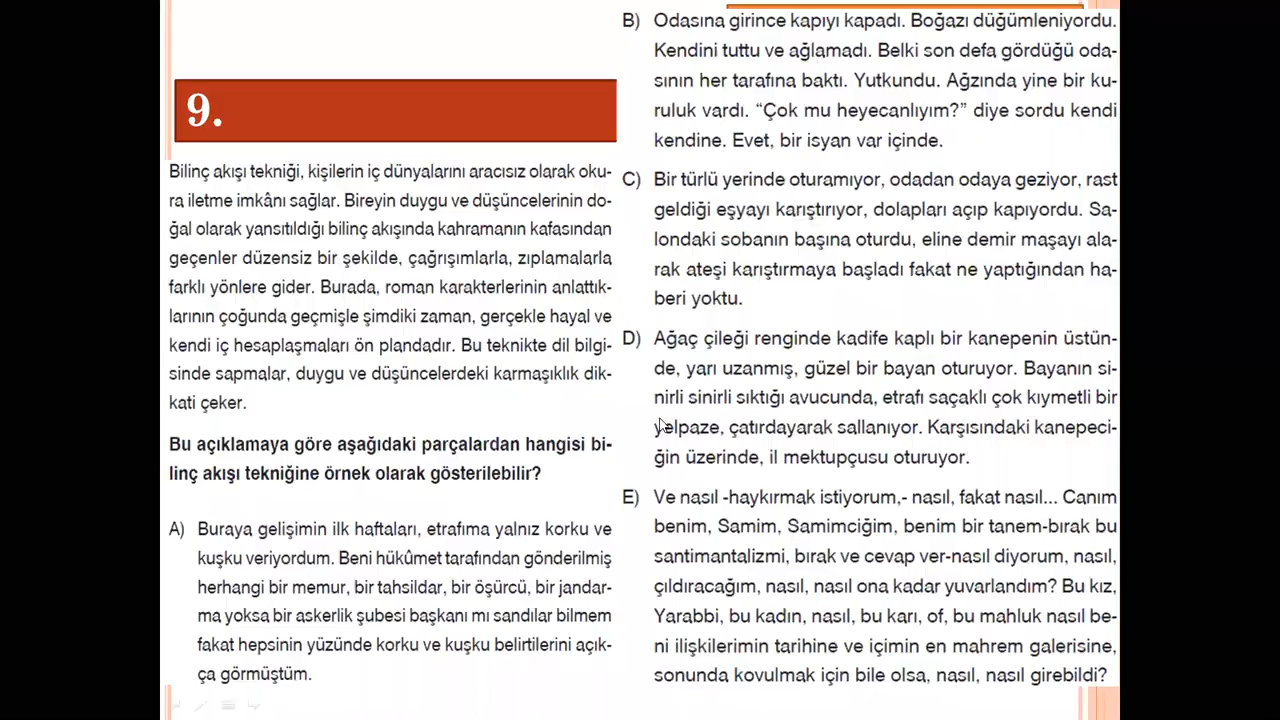 9.
Bilinç akışı tekniği, kişilerin iç dünyalarını aracısız olarak oku-
ra iletme imkânı sağlar. Bireyin duygu ve düşüncelerinin do-
ğal olarak yansıtıldığı bilinç akışında kahramanın kafasından
geçenler düzensiz bir şekilde, çağrışımlarla, zıplamalarla
farklı yönlere gider. Burada, roman karakterlerinin anlattık-
larının çoğunda geçmişle şimdiki zaman, gerçekle hayal ve
kendi iç hesaplaşmaları ön plandadır. Bu teknikte dil bilgi-
sinde sapmalar, duygu ve düşüncelerdeki karmaşıklık dik-
kati çeker.
Bu açıklamaya göre aşağıdaki parçalardan hangisi bi-
linç akışı tekniğine örnek olarak gösterilebilir?
A) Buraya gelişimin ilk haftaları, etrafıma yalnız korku ve
kuşku veriyordum. Beni hükûmet tarafından gönderilmiş
herhangi bir memur, bir tahsildar, bir öşürcü, bir jandar-
ma yoksa bir askerlik şubesi başkanı mı sandılar bilmem
fakat hepsinin yüzünde korku ve kuşku belirtilerini açık-
ça görmüştüm.
B) Odasına girince kapıyı kapadı. Boğazı düğümleniyordu.
Kendini tuttu ve ağlamadı. Belki son defa gördüğü oda-
sının her tarafına baktı. Yutkundu. Ağzında yine bir ku-
ruluk vardı. “Çok mu heyecanlıyım?” diye sordu kendi
kendine. Evet, bir isyan var içinde.
C) Bir türlü yerinde oturamıyor, odadan odaya geziyor, rast
geldiği eşyayı karıştırıyor, dolapları açıp kapıyordu. Sa-
londaki sobanın başına oturdu, eline demir maşayı ala-
rak ateşi karıştırmaya başladı fakat ne yaptığından ha-
beri yoktu.
D) Ağaç çileği renginde kadife kaplı bir kanepenin üstün-
de, yarı uzanmış, güzel bir bayan oturuyor. Bayanın si-
nirli sinirli sıktığı avucunda, etrafı saçaklı çok kıymetli bir
yelpaze, çatırdayarak sallanıyor. Karşısındaki kanepeci-
ğin üzerinde, il mektupçusu oturuyor.
E) Ve nasıl -haykırmak istiyorum,- nasıl, fakat nasıl... Canım
benim, Samim, Samimciğim, benim bir tanem-bırak bu
santimantalizmi, bırak ve cevap ver-nasıl diyorum, nasıl,
çıldıracağım, nasıl, nasıl ona kadar yuvarlandım? Bu kız,
Yarabbi, bu kadın, nasıl, bu karı, of, bu mahluk nasıl be-
ni ilişkilerimin tarihine ve içimin en mahrem galerisine,
sonunda kovulmak için bile olsa, nasıl, nasıl girebildi?